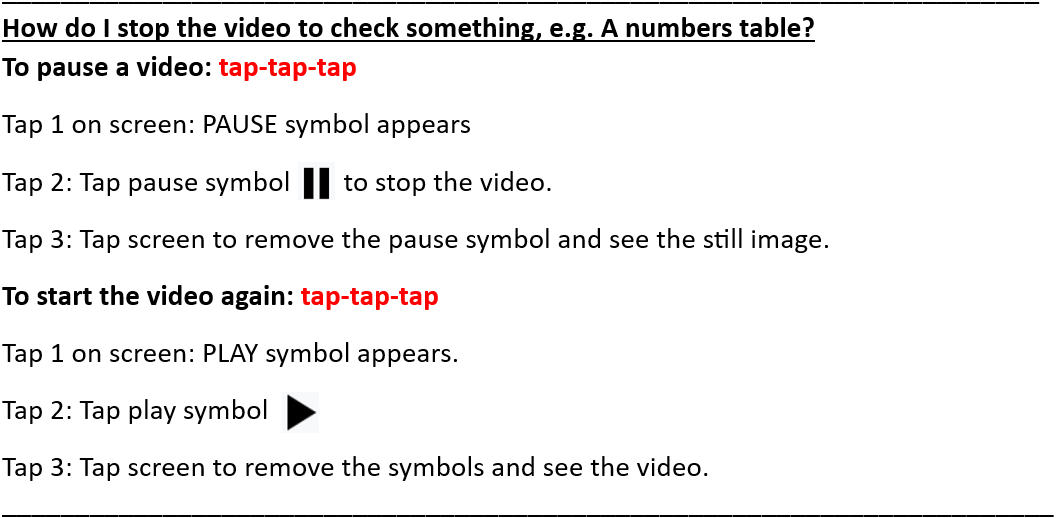 How do I stop the video to check something, e.g. A numbers table?
To pause a video: tap-tap-tap
Tap 1 on screen: PAUSE symbol appears
Tap 2: Tap pause symbol to stop the video.
Tap 3: Tap screen to remove the pause symbol and see the still image.
To start the video again: tap-tap-tap
Tap 1 on screen: PLAY symbol appears.
Tap 2: Tap play symbol
Tap 3: Tap screen to remove the symbols and see the video.